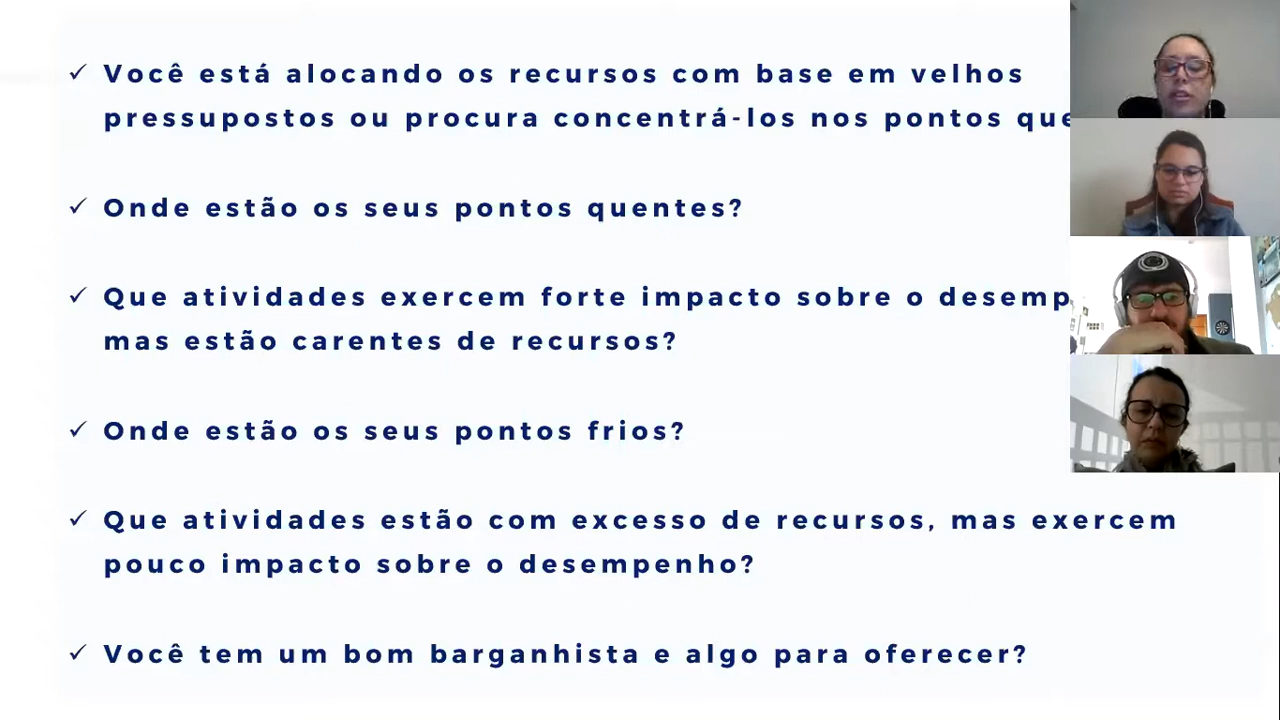 ✓ Você está alocando os recursos com base em velhos
pressupostos ou procura concentrá-los nos pontos que
✓ Onde estão os seus pontos quentes?
✓ Que atividades exercem forte impacto sobre o desemp
mas estão carentes de recursos?
✓ Onde estão os seus pontos frios?
✓ Que atividades estão com excesso de recursos, mas exercem
pouco impacto sobre o desempenho?
✓ Você tem um bom barganhista e algo para oferecer?